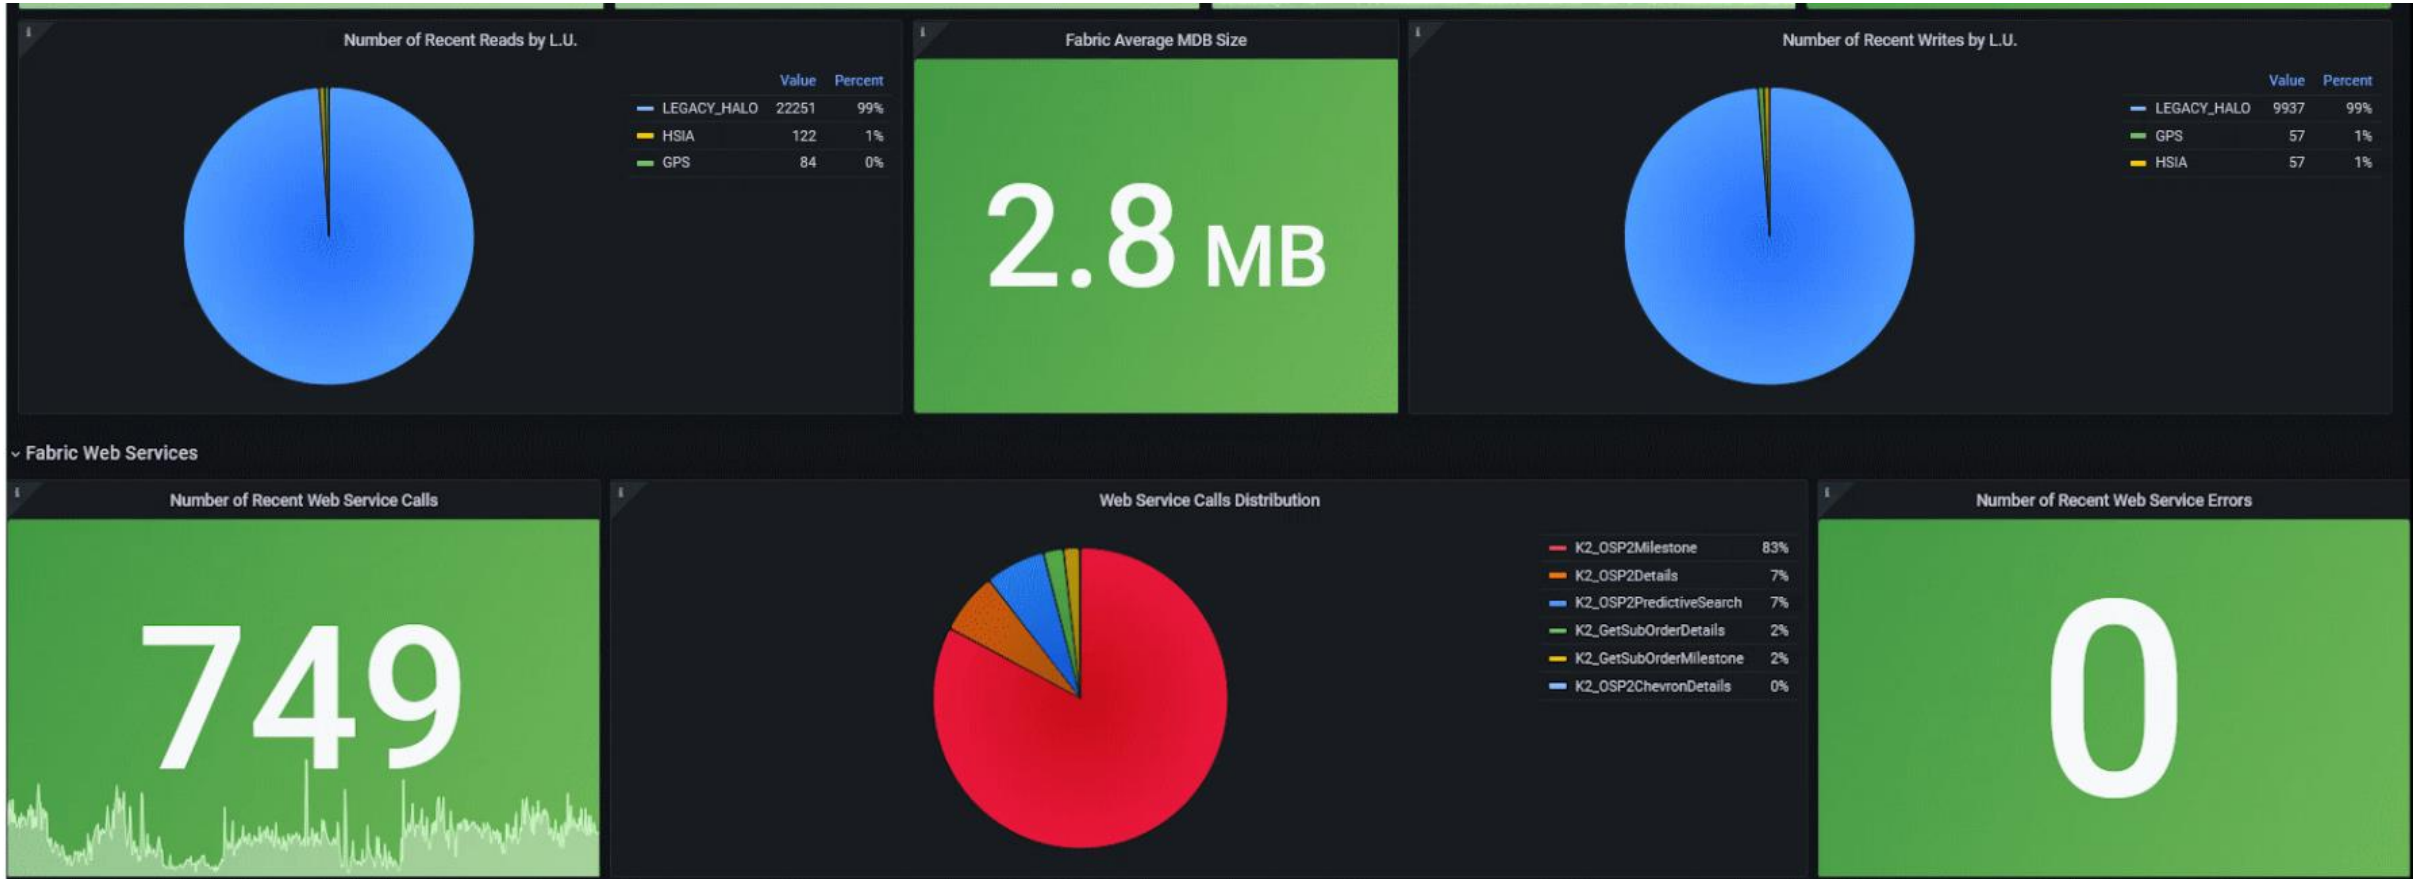 Number of Recent Reads by L.U.
Value Percent
LEGACY_HALO 22251 99%
HSIA 122 1%
GPS 84 0%
Fabric Average MDB Size
2.8 MB
Number of Recent Writes by L.U.
Value Percent
LEGACY_HALO 9937 99%
GPS 57 1%
HSIA 57 1%
Fabric Web Services
Number of Recent Web Service Calls
749
Web Service Calls Distribution
K2_OSP2Milestone 83%
K2_OSP2Details 7%
K2_OSP2PredictiveSearch 7%
K2_GetSubOrderDetails 2%
K2_GetSubOrderMilestone 2%
K2_OSP2ChevronDetails 0%
Number of Recent Web Service Errors
0